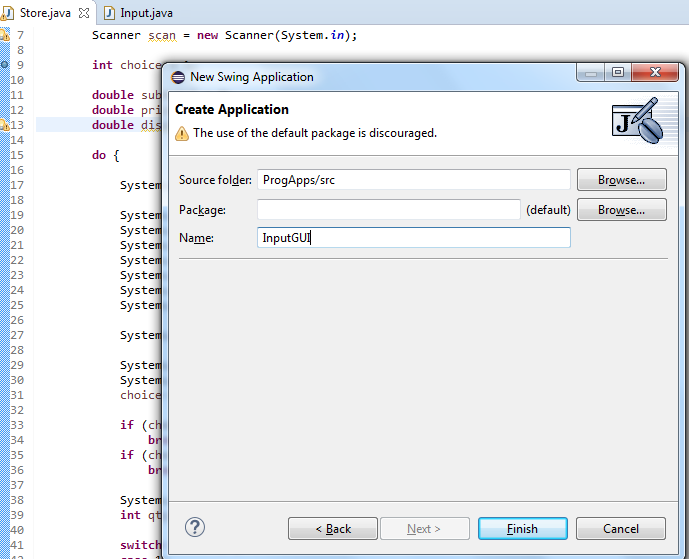 Store.java
Input.java
7 Scanner scan = new Scanner(System.in);
8
9 int choice
10
11 double sub
12 double pri
13 double dis
14
15 do {
16
17 System
18
19 System
20 System
21 System
22 System
23 System
24 System
25 System
26
27 System
28
29 System
30 System
31 choice
32
33 if (ch
34 br
35 if (ch
36 br
37
38 System
39 int qt
40
41 switch
New Swing Application
Create Application
The use of the default package is discouraged.
Source folder: ProgApps/src Browse...
Package: (default) Browse...
Name: InputGUI
? < Back Next > Finish Cancel